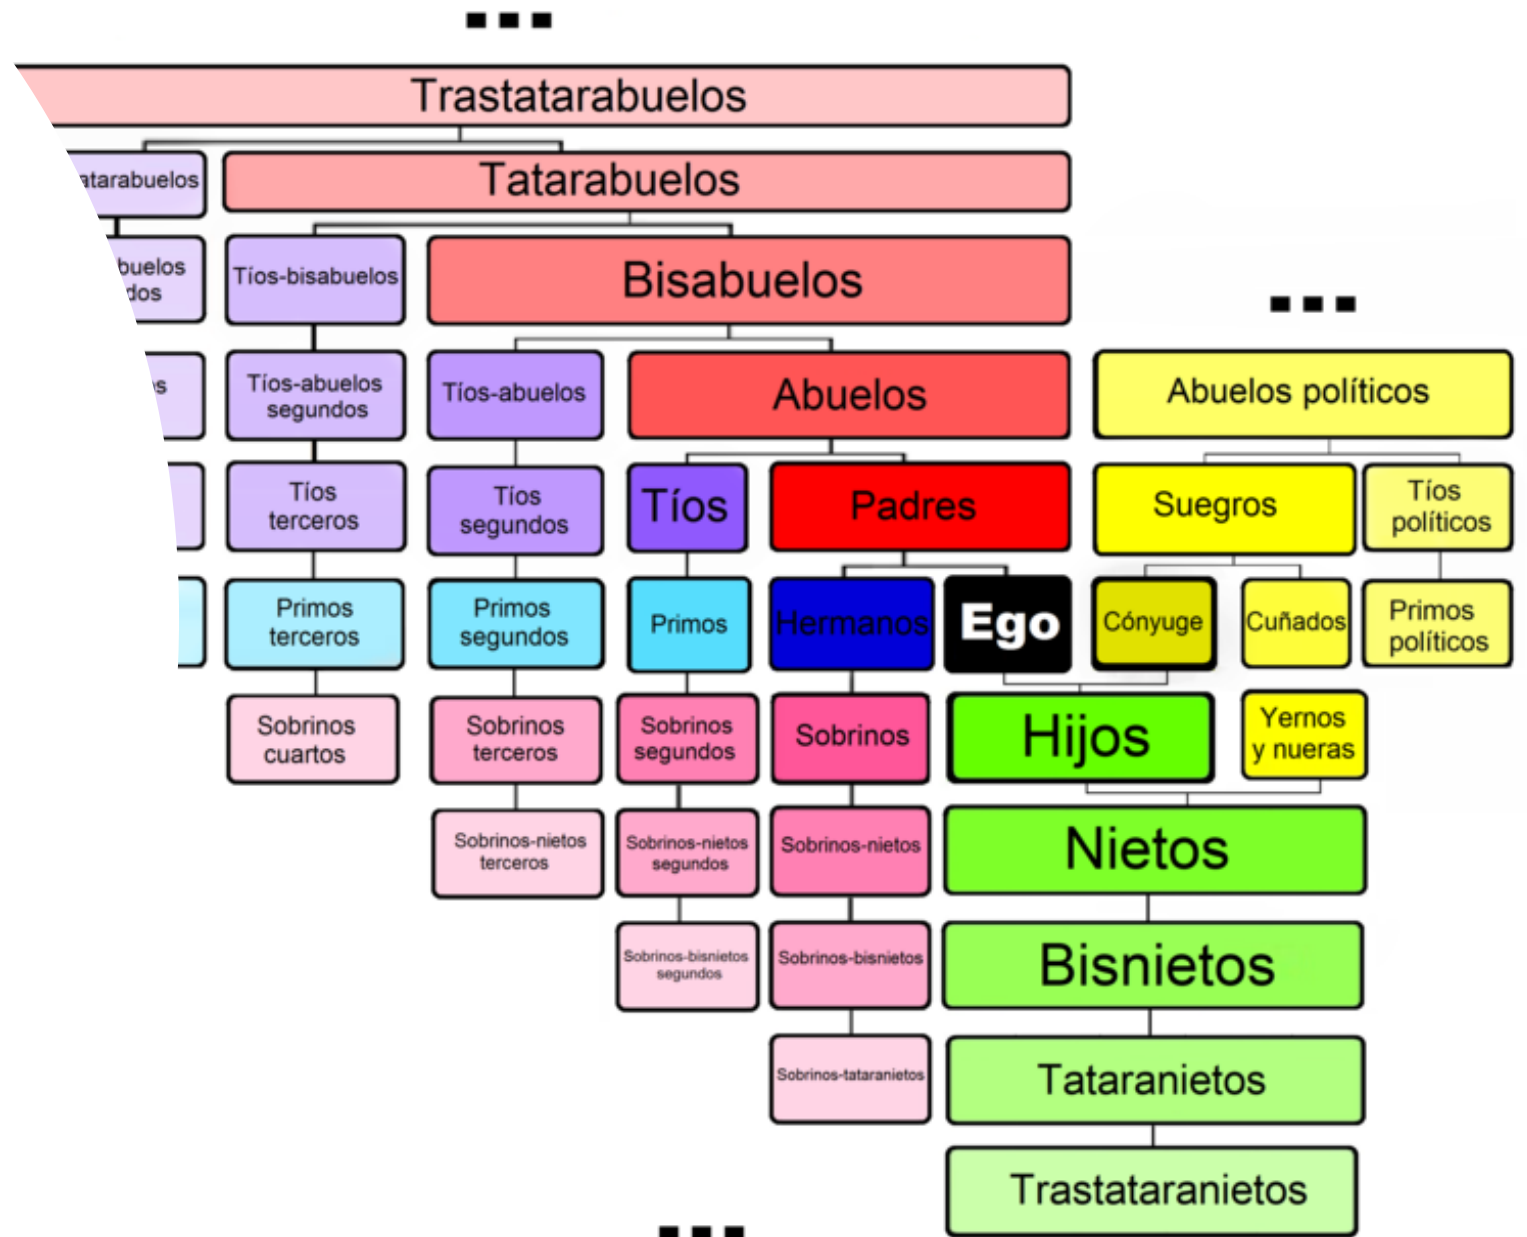 Trastatarabuelos
Tatarabuelos
Tíos-bisabuelos
Bisabuelos
Tíos-abuelos
segundos
Tíos-abuelos
Abuelos
Abuelos políticos
Tíos
terceros
Tíos
segundos
Tíos
Padres
Suegros
Tíos
políticos
Primos
terceros
Primos
segundos
Primos
Hermanos
Ego
Cónyuge
Cuñados
Primos
políticos
Sobrinos
cuartos
Sobrinos
terceros
Sobrinos
segundos
Sobrinos
Hijos
Yernos
y nueras
Sobrinos-nietos
terceros
Sobrinos-nietos
segundos
Sobrinos-nietos
Nietos
Sobrinos-bisnietos
segundos
Sobrinos-bisnietos
Bisnietos
Sobrinos-tataranietos
Tataranietos
Trastataranietos